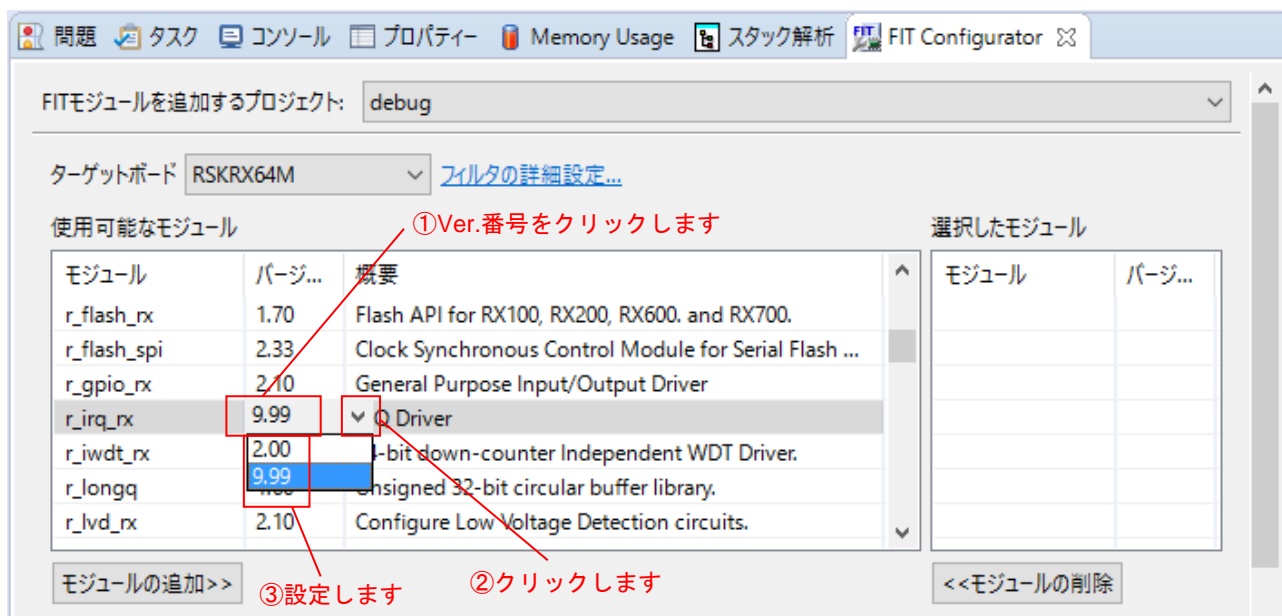 問題 タスク コンソール プロパティー Memory Usage スタック解析 FIT Configurator
FITモジュールを追加するプロジェクト: debug
ターゲットボード RSKRX64M フィルタの詳細設定...
①Ver.番号をクリックします
使用可能なモジュール 選択したモジュール
モジュール バージ... 概要 モジュール バージ...
r_flash_rx 1.70 Flash API for RX100, RX200, RX600. and RX700.
r_flash_spi 2.33 Clock Synchronous Control Module for Serial Flash ...
r_gpio_rx 2.10 General Purpose Input/Output Driver
r_irq_rx 9.99 Q Driver
r_iwdt_rx 2.00 4-bit down-counter Independent WDT Driver.
r_longq 9.99 Unsigned 32-bit circular buffer library.
r_lvd_rx 2.10 Configure Low Voltage Detection circuits.
モジュールの追加>> ③設定します ②クリックします <<モジュールの削除